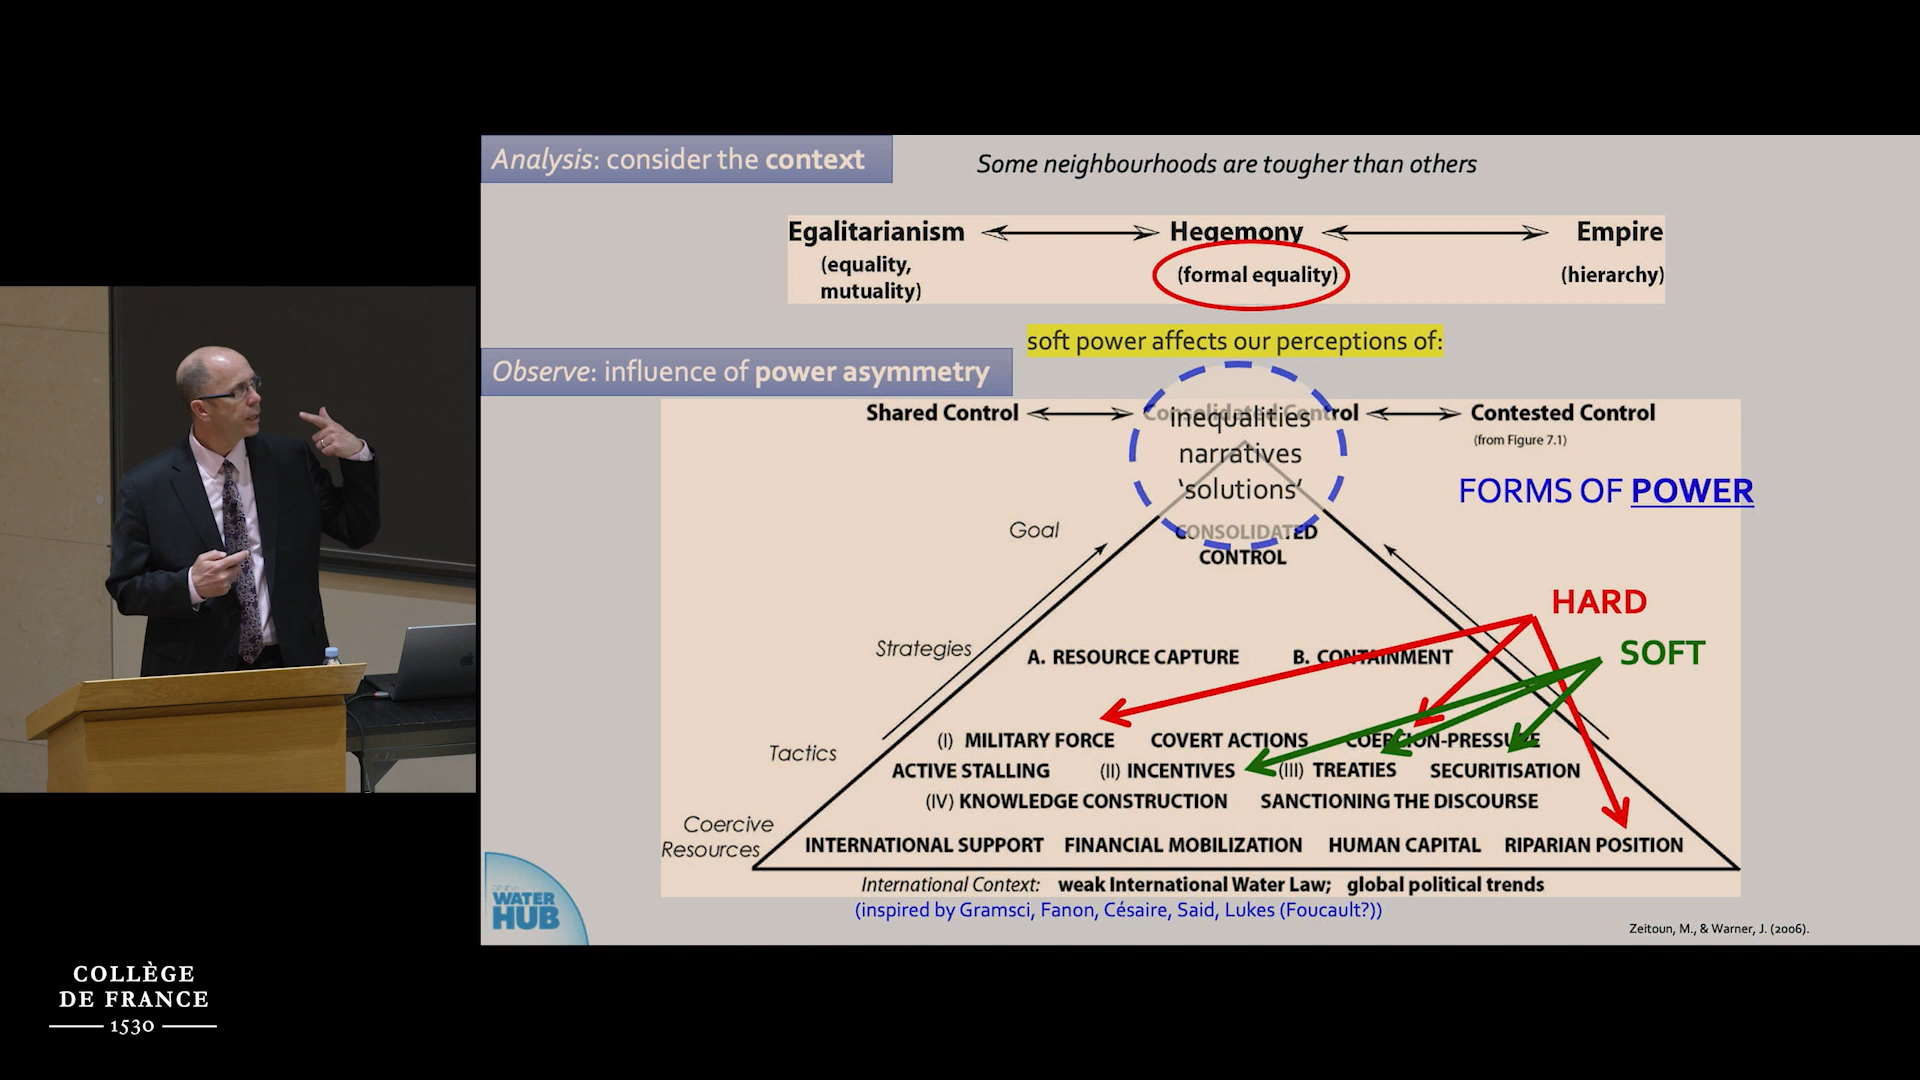 Analysis: consider the context
Some neighbourhoods are tougher than others
Egalitarianism Hegemony Empire
(equality, mutuality) (formal equality) (hierarchy)
soft power affects our perceptions of:
Observe: influence of power asymmetry
Shared Control Consolidated Control Contested Control
(from Figure 7.1)
inequalities
narratives
'solutions'
FORMS OF POWER
Goal
CONSOLIDATED
CONTROL
HARD
SOFT
Strategies
A. RESOURCE CAPTURE B. CONTAINMENT
Tactics
(I) MILITARY FORCE COVERT ACTIONS COERCION-PRESSURE
ACTIVE STALLING (II) INCENTIVES (III) TREATIES SECURITISATION
(IV) KNOWLEDGE CONSTRUCTION SANCTIONING THE DISCOURSE
Coercive
Resources
INTERNATIONAL SUPPORT FINANCIAL MOBILIZATION HUMAN CAPITAL RIPARIAN POSITION
International Context: weak International Water Law; global political trends
(inspired by Gramsci, Fanon, Césaire, Said, Lukes (Foucault?))
Zeitoun, M., & Warner, J. (2006).
WATER
HUB
COLLÈGE
DE FRANCE
1530